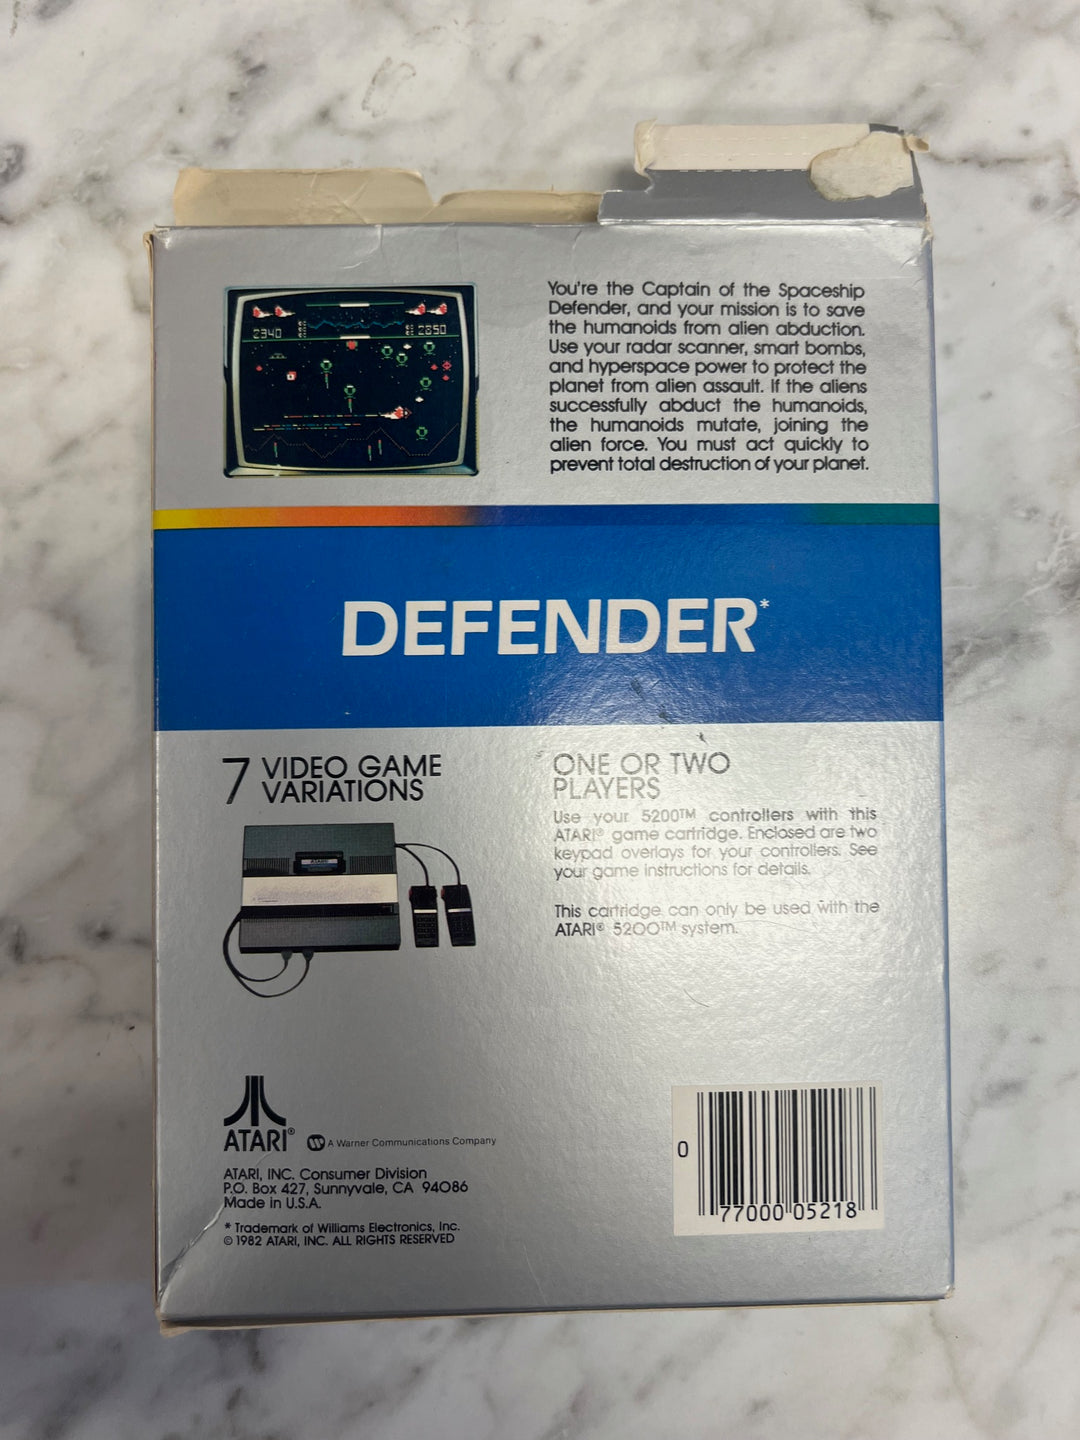 2340 2850
You're the Captain of the Spaceship
Defender, and your mission is to save
the humanoids from alien abduction.
Use your radar scanner, smart bombs,
and hyperspace power to protect the
planet from alien assault. If the aliens
successfully abduct the humanoids,
the humanoids mutate, joining the
alien force. You must act quickly to
prevent total destruction of your planet.
DEFENDER*
7 VIDEO GAME
VARIATIONS
ONE OR TWO
PLAYERS
Use your 5200™ controllers with this
ATARI® game cartridge. Enclosed are two
keypad overlays for your controllers. See
your game instructions for details.
This cartridge can only be used with the
ATARI® 5200™ system.
ATARI
ATARI® A Warner Communications Company
ATARI, INC. Consumer Division
P.O. Box 427, Sunnyvale, CA 94086
Made in U.S.A.
* Trademark of Williams Electronics, Inc.
© 1982 ATARI, INC. ALL RIGHTS RESERVED
0 77000 05218